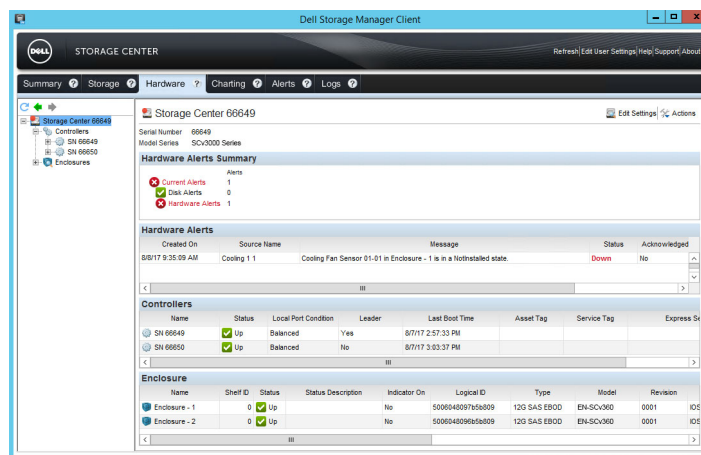 Dell Storage Manager Client
DELL STORAGE CENTER Refresh Edit User Settings Help Support About
Summary ? Storage ? Hardware ? Charting ? Alerts ? Logs ?
Storage Center 66649
Controllers
SN 66649
SN 66650
Enclosures
Storage Center 66649 Edit Settings Actions
Serial Number 66649
Model Series SCv3000 Series
Hardware Alerts Summary
Alerts
Current Alerts 1
Disk Alerts 0
Hardware Alerts 1
Hardware Alerts
Created On Source Name Message Status Acknowledged
8/8/17 9:35:09 AM Cooling 1 1 Cooling Fan Sensor 01-01 in Enclosure - 1 is in a NotInstalled state. Down No
Controllers
Name Status Local Port Condition Leader Last Boot Time Asset Tag Service Tag Express Se
SN 66649 Up Balanced Yes 8/7/17 2:57:33 PM
SN 66650 Up Balanced No 8/7/17 3:03:37 PM
Enclosure
Name Shelf ID Status Status Description Indicator On Logical ID Type Model Revision
Enclosure - 1 0 Up No 5006048097b5b809 12G SAS EBOD EN-SCv360 0001 IOS
Enclosure - 2 0 Up No 5006048096b5b809 12G SAS EBOD EN-SCv360 0001 IOS